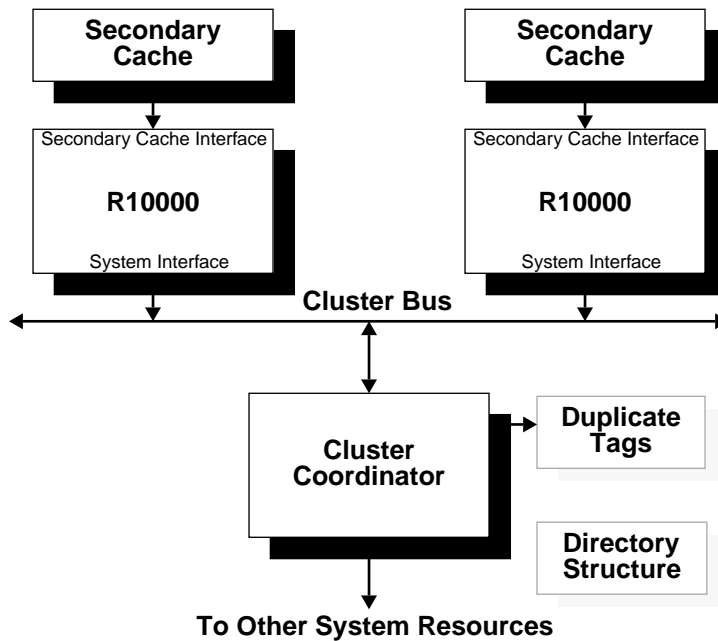 Secondary
Cache
Secondary
Cache
Secondary Cache Interface
R10000
System Interface
Secondary Cache Interface
R10000
System Interface
Cluster Bus
Cluster
Coordinator
Duplicate
Tags
Directory
Structure
To Other System Resources